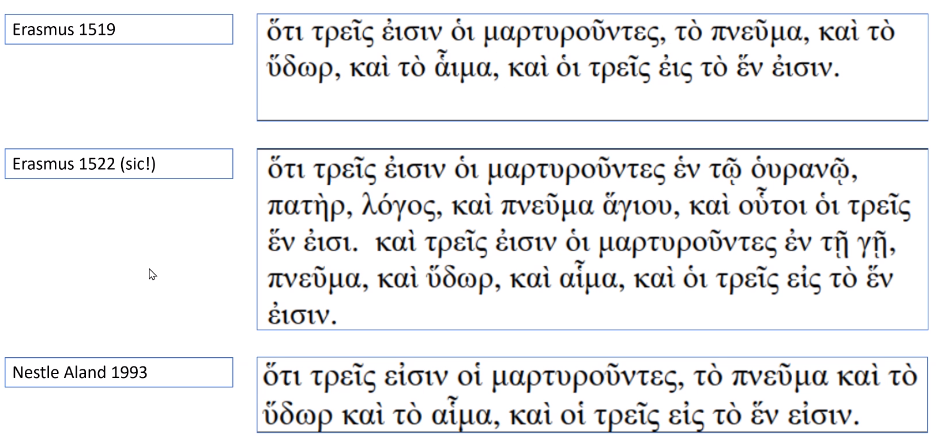 Erasmus 1519
ὅτι τρεῖς ἐισιν ὁι μαρτυροῦντες, τὸ πνεῦμα, καὶ τὸ
ὕδωρ, καὶ τὸ ἇιμα, καὶ ὁι τρεῖς ἐις τὸ ἕν ἐισιν.
Erasmus 1522 (sic!)
ὅτι τρεῖς ἐισιν ὁι μαρτυροῦντες ἑν τῷ ὁυρανῷ,
πατὴρ, λόγος, καὶ πνεῦμα ἅγιου, καὶ οὗτοι ὁι τρεῖς
ἕν ἐισι. καὶ τρεῖς ἐισιν ὁι μαρτυροῦντες ἐν τῇ γῇ,
πνεῦμα, καὶ ὕδωρ, καὶ αἷμα, καὶ ὁι τρεῖς εἰς τὸ ἕν
ἐισιν.
Nestle Aland 1993
ὅτι τρεῖς εἰσιν οἱ μαρτυροῦντες, τὸ πνεῦμα καὶ τὸ
ὕδωρ καὶ τὸ αἷμα, καὶ οἱ τρεῖς εἰς τὸ ἕν εἰσιν.